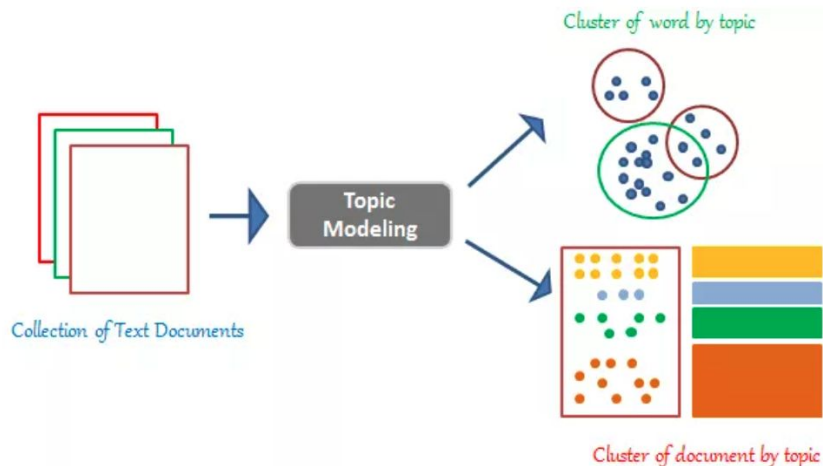 Cluster of word by topic
Topic
Modeling
Collection of Text Documents
Cluster of document by topic